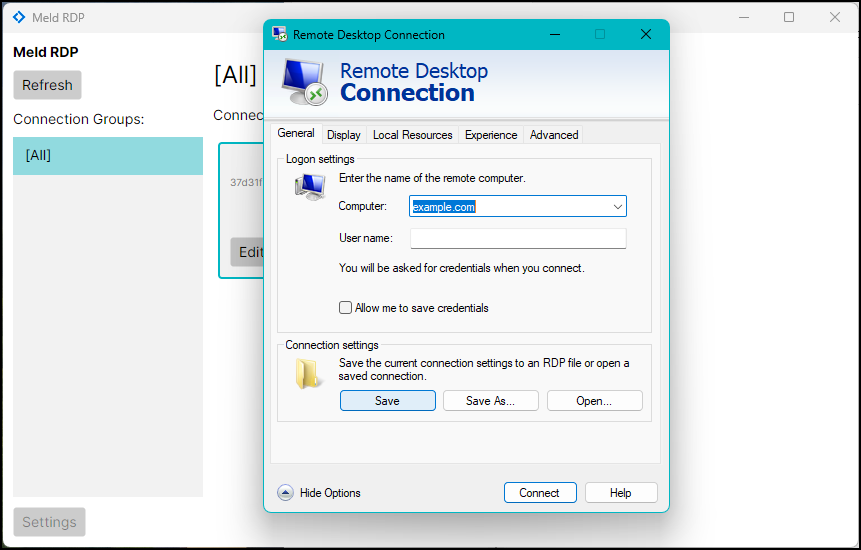 Meld RDP
Meld RDP
Refresh
Connection Groups:
[All]
Settings
[All]
Connec
37d31f
Edit
Remote Desktop Connection
Remote Desktop
Connection
General
Display
Local Resources
Experience
Advanced
Logon settings
Enter the name of the remote computer.
Computer:
example.com
User name:
You will be asked for credentials when you connect.
Allow me to save credentials
Connection settings
Save the current connection settings to an RDP file or open a
saved connection.
Save
Save As...
Open...
Hide Options
Connect
Help